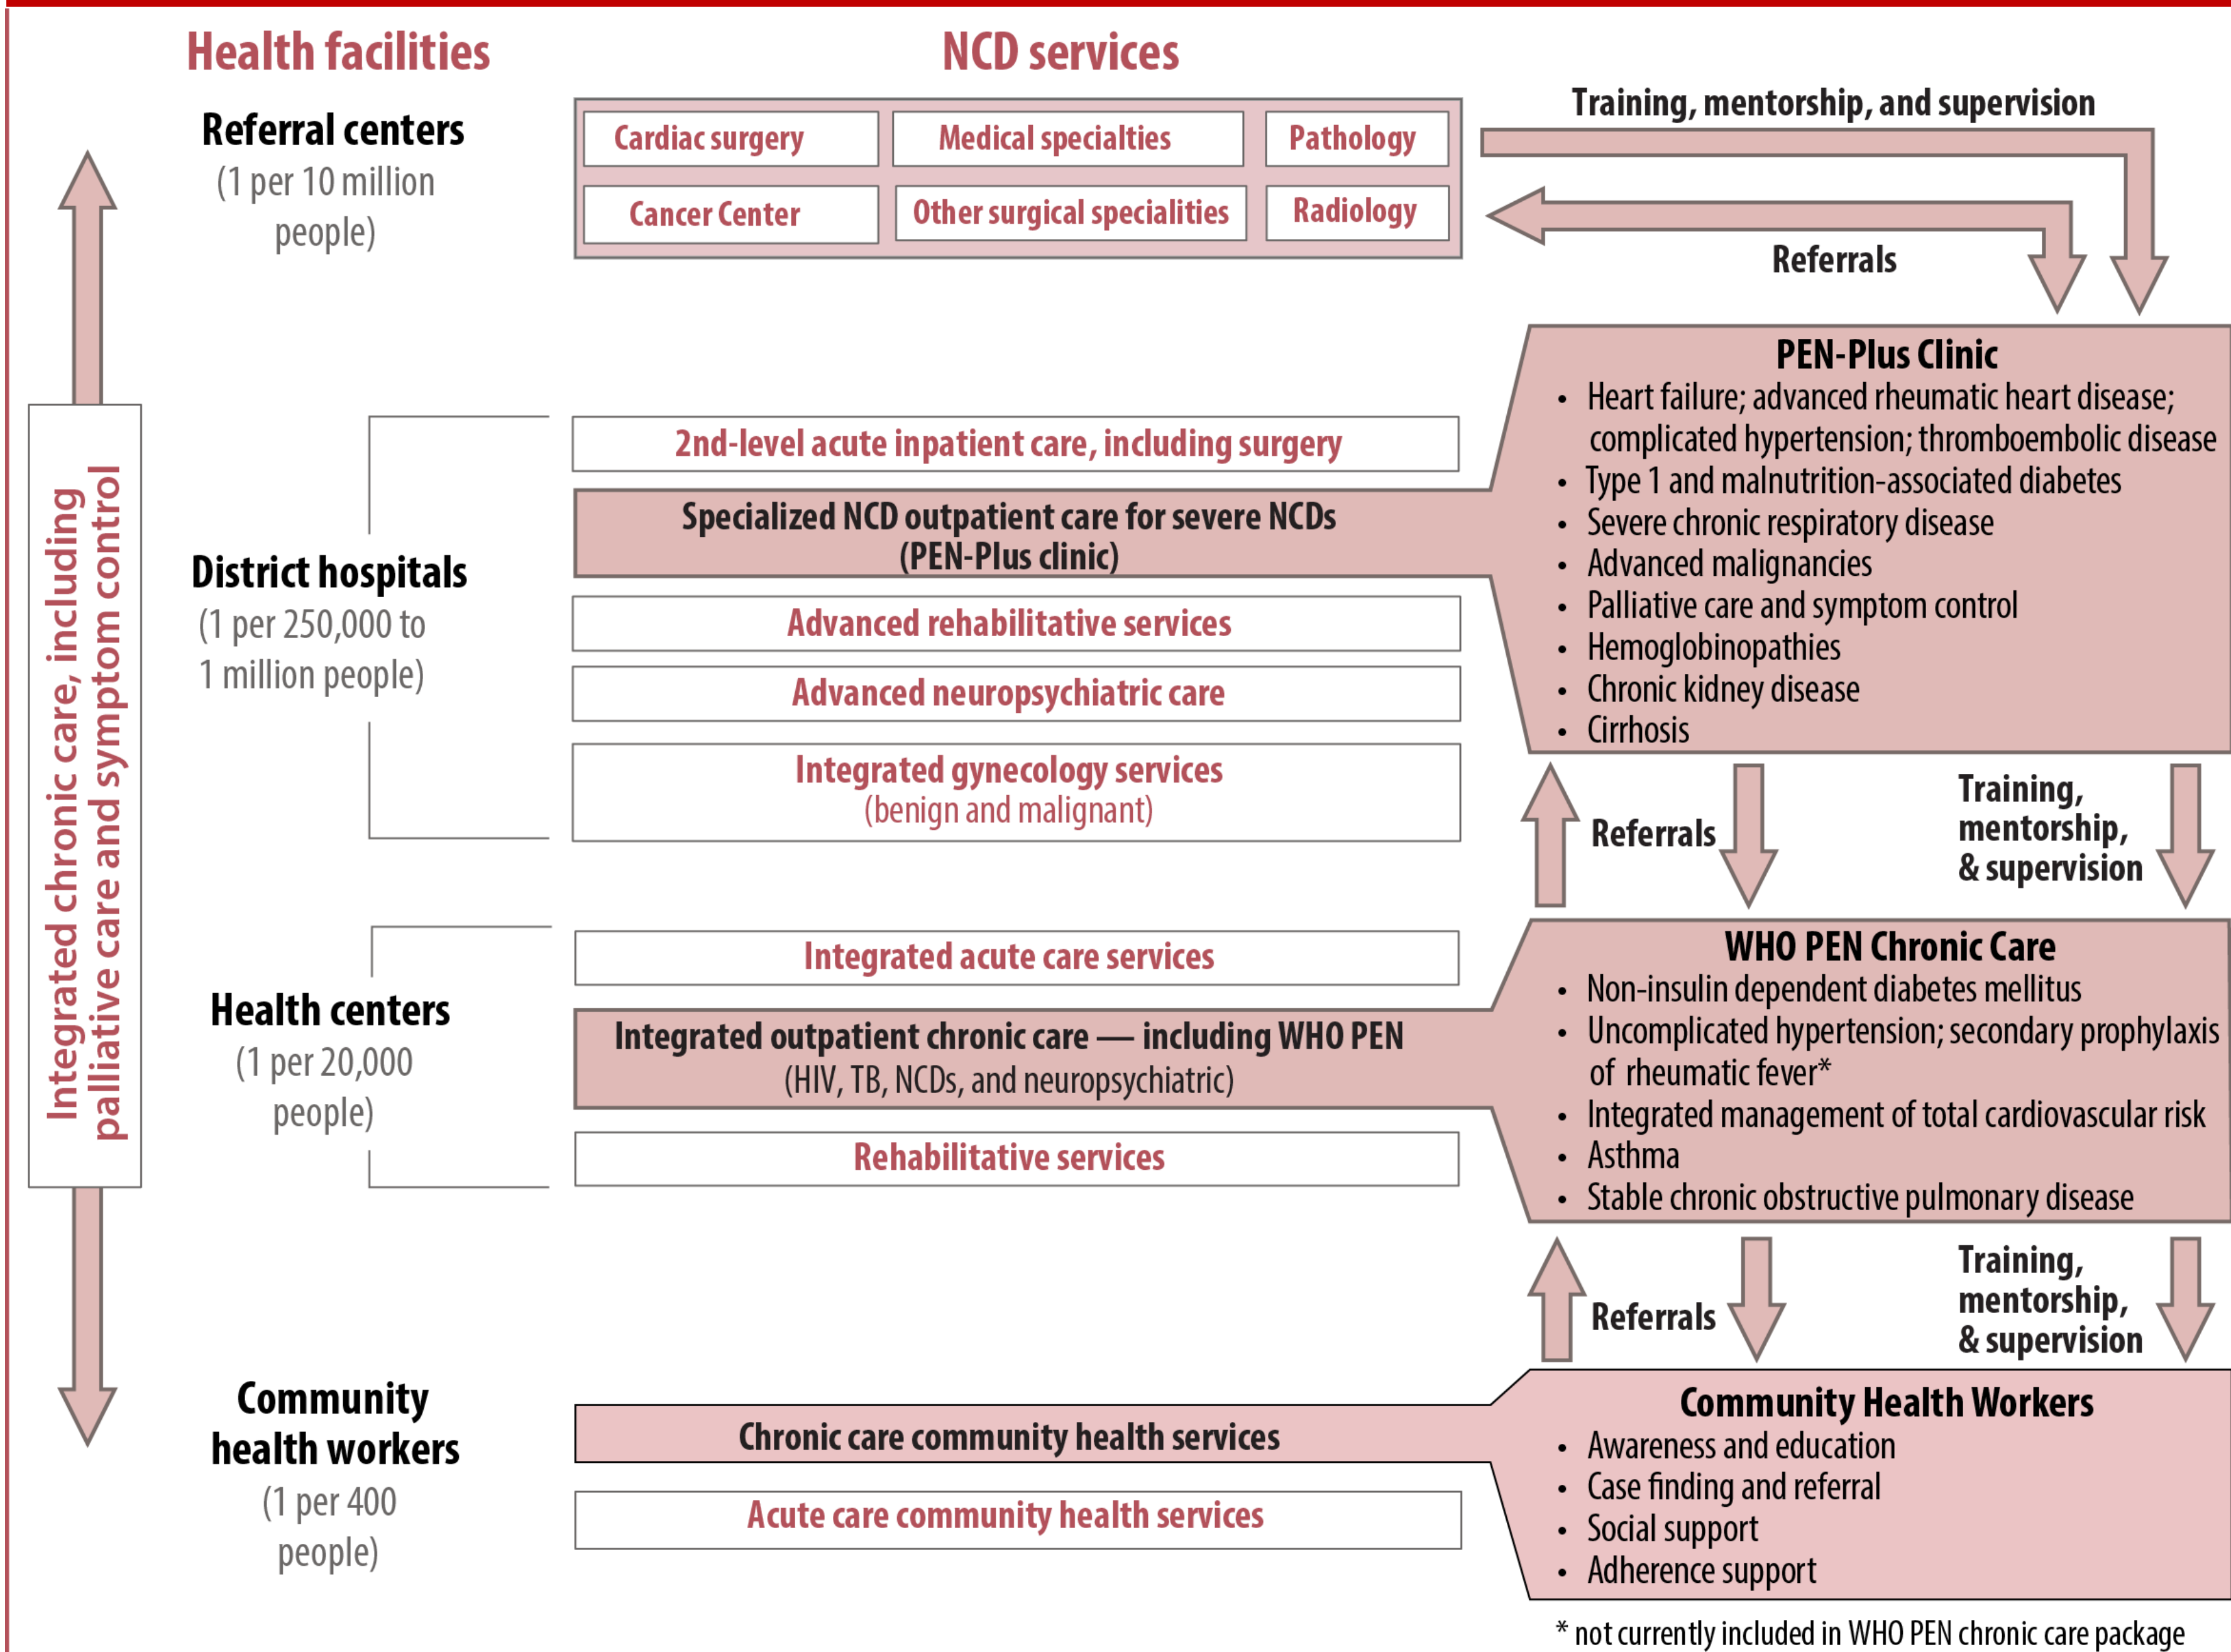 Health facilities
NCD services
Referral centers
(1 per 10 million
people)
Cardiac surgery
Medical specialties
Pathology
Cancer Center
Other surgical specialities
Radiology
Training, mentorship, and supervision
Referrals
Integrated chronic care, including
palliative care and symptom control
District hospitals
(1 per 250,000 to
1 million people)
2nd-level acute inpatient care, including surgery
Specialized NCD outpatient care for severe NCDs
(PEN-Plus clinic)
Advanced rehabilitative services
Advanced neuropsychiatric care
Integrated gynecology services
(benign and malignant)
PEN-Plus Clinic
• Heart failure; advanced rheumatic heart disease;
complicated hypertension; thromboembolic disease
• Type 1 and malnutrition-associated diabetes
• Severe chronic respiratory disease
• Advanced malignancies
• Palliative care and symptom control
• Hemoglobinopathies
• Chronic kidney disease
• Cirrhosis
Referrals
Training,
mentorship,
& supervision
Health centers
(1 per 20,000
people)
Integrated acute care services
Integrated outpatient chronic care — including WHO PEN
(HIV, TB, NCDs, and neuropsychiatric)
Rehabilitative services
WHO PEN Chronic Care
• Non-insulin dependent diabetes mellitus
• Uncomplicated hypertension; secondary prophylaxis
of rheumatic fever*
• Integrated management of total cardiovascular risk
• Asthma
• Stable chronic obstructive pulmonary disease
Referrals
Training,
mentorship,
& supervision
Community
health workers
(1 per 400
people)
Chronic care community health services
Acute care community health services
Community Health Workers
• Awareness and education
• Case finding and referral
• Social support
• Adherence support
* not currently included in WHO PEN chronic care package